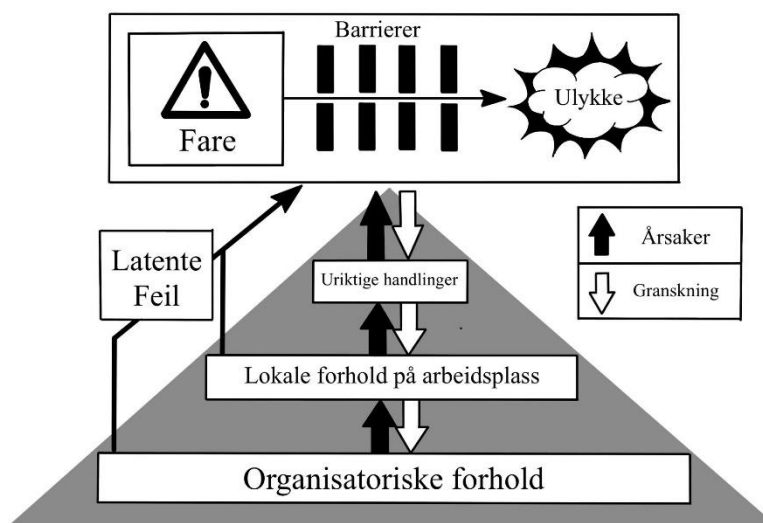 Barrierer
Fare
Ulykke
Latente
Feil
Årsaker
Granskning
Uriktige handlinger
Lokale forhold på arbeidsplass
Organisatoriske forhold